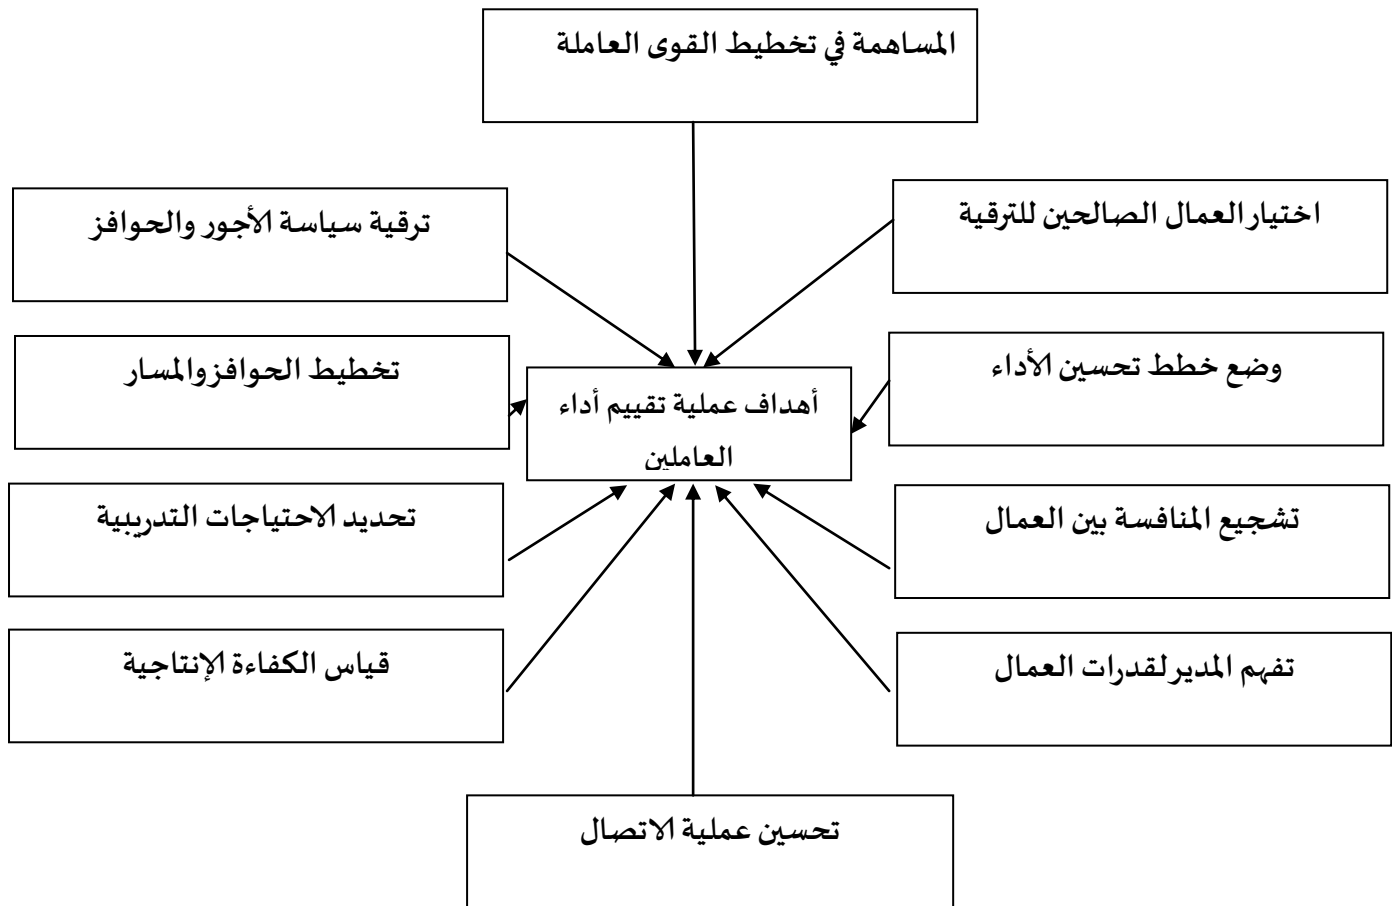 المساهمة في تخطيط القوى العاملة
اختيار العمال الصالحين للترقية
ترقية سياسة الأجور والحوافز
وضع خطط تحسين الأداء
تخطيط الحوافز والمسار
أهداف عملية تقييم أداء
العاملين
تشجيع المنافسة بين العمال
تحديد الاحتياجات التدريبية
تفهم المدير لقدرات العمال
قياس الكفاءة الإنتاجية
تحسين عملية الاتصال